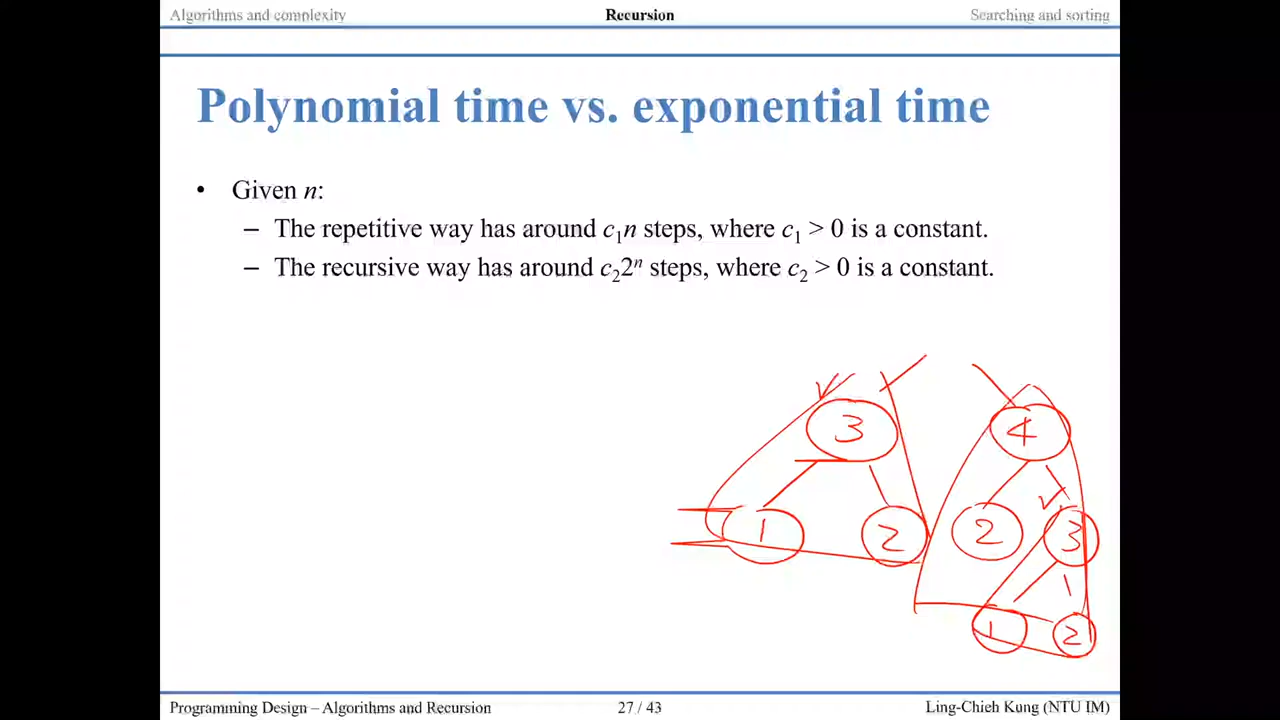 Algorithms and complexity Recursion Searching and sorting
Polynomial time vs. exponential time
• Given n:
– The repetitive way has around c₁n steps, where c₁ > 0 is a constant.
– The recursive way has around c₂2ⁿ steps, where c₂ > 0 is a constant.
3 4
1 2 2 3
1 2
Programming Design – Algorithms and Recursion 27 / 43 Ling-Chieh Kung (NTU IM)